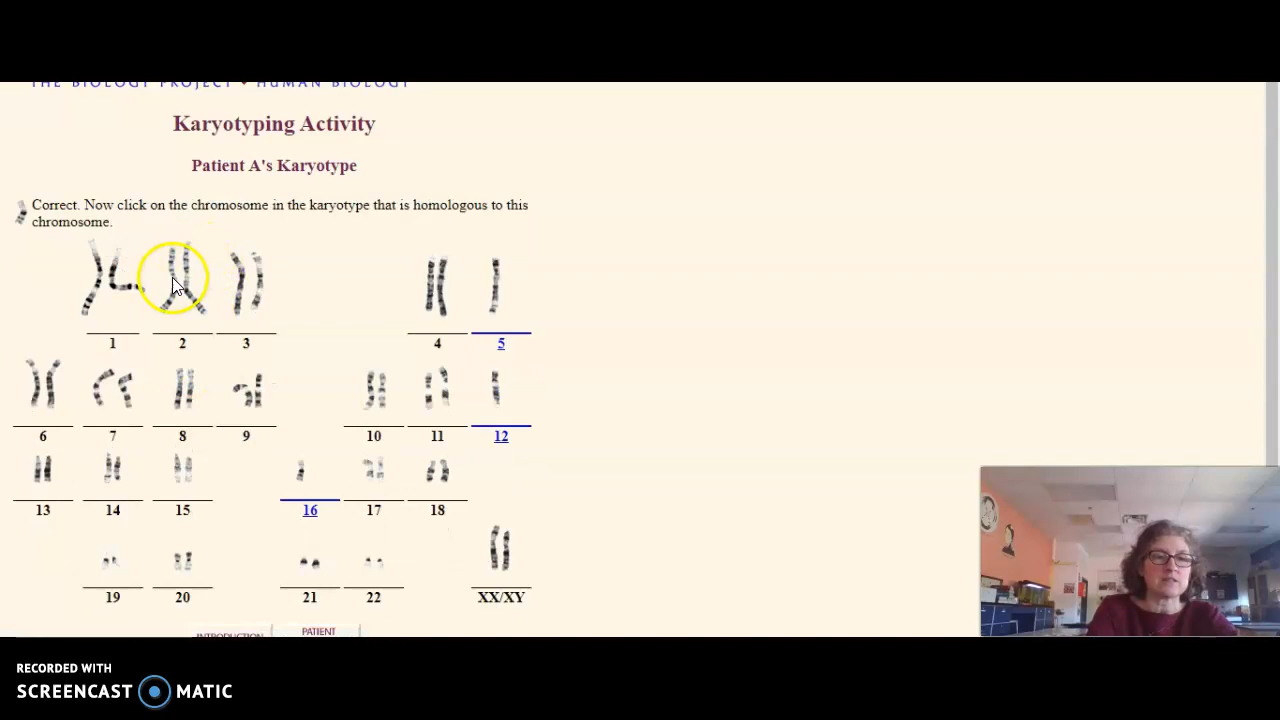 THE BIOLOGY PROJECT • HUMAN BIOLOGY
Karyotyping Activity
Patient A's Karyotype
Correct. Now click on the chromosome in the karyotype that is homologous to this
chromosome.
1 2 3 4 5
6 7 8 9 10 11 12
13 14 15 16 17 18
19 20 21 22 XX/XY
INTRODUCTION PATIENT
RECORDED WITH
SCREENCAST MATIC